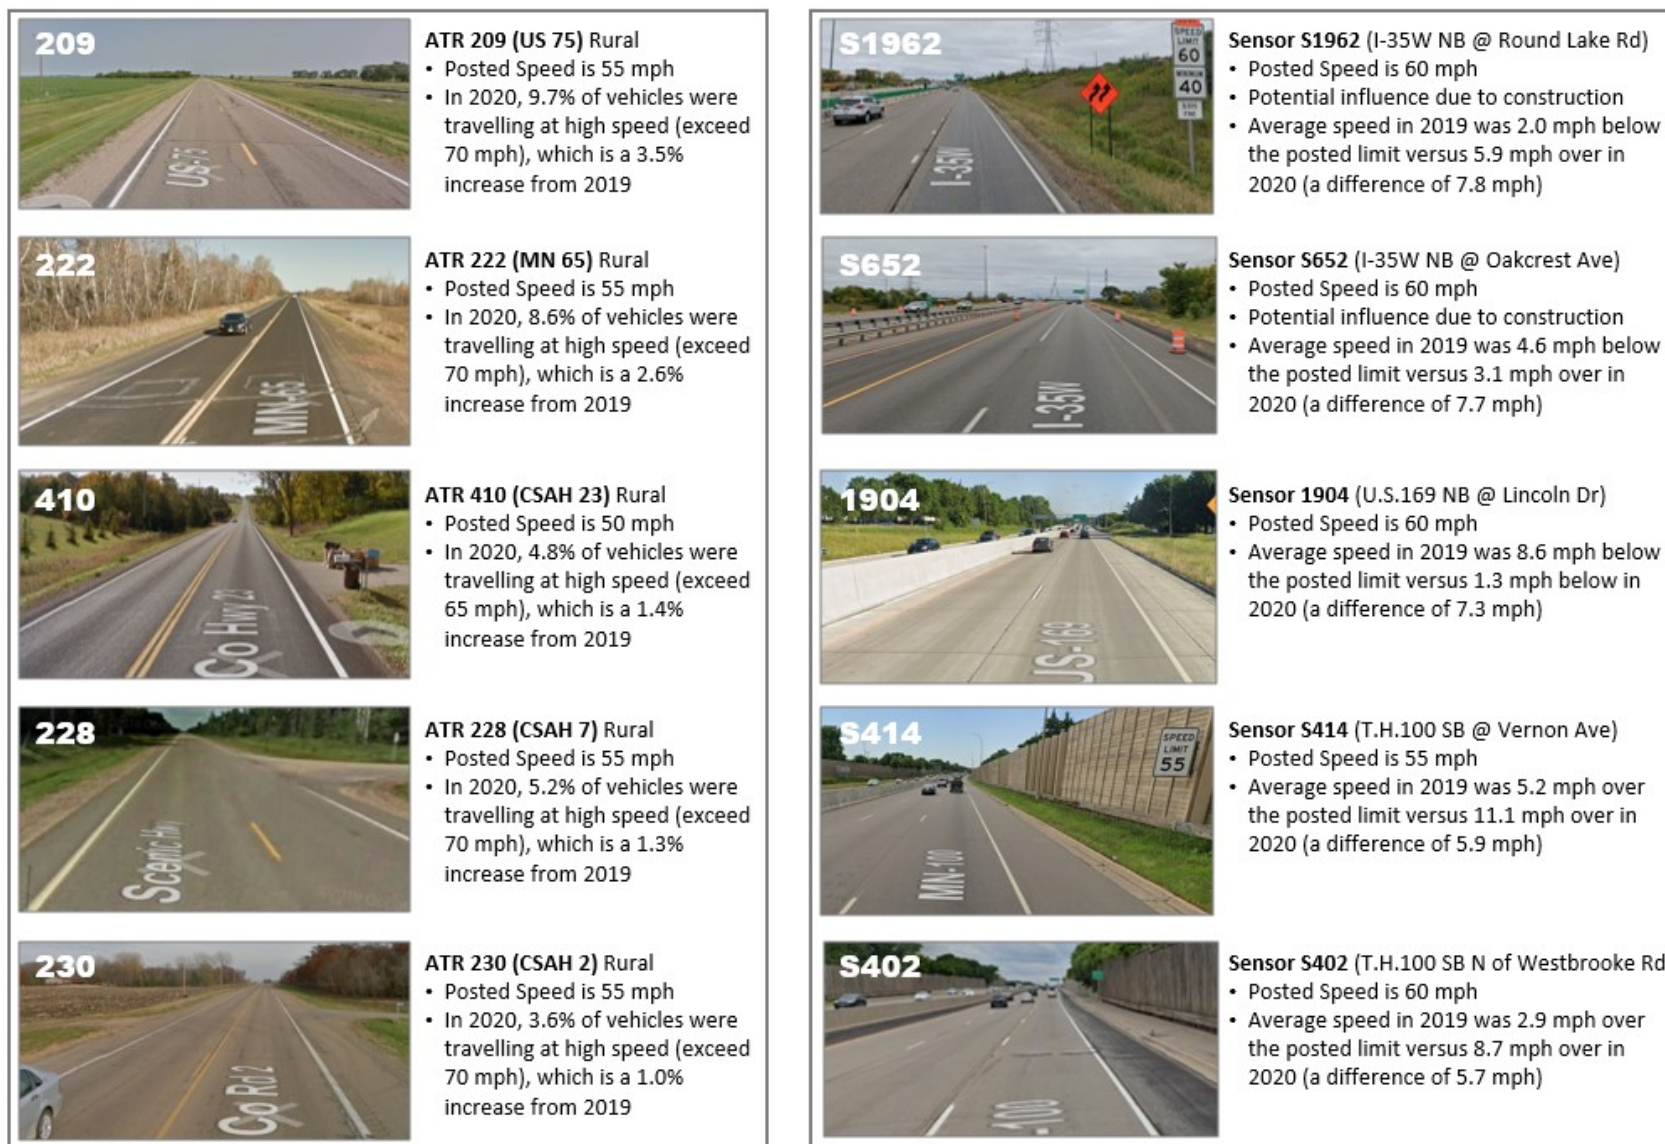 209
ATR 209 (US 75) Rural
• Posted Speed is 55 mph
• In 2020, 9.7% of vehicles were
travelling at high speed (exceed
70 mph), which is a 3.5%
increase from 2019
US-75
222
ATR 222 (MN 65) Rural
• Posted Speed is 55 mph
• In 2020, 8.6% of vehicles were
travelling at high speed (exceed
70 mph), which is a 2.6%
increase from 2019
MN-65
410
ATR 410 (CSAH 23) Rural
• Posted Speed is 50 mph
• In 2020, 4.8% of vehicles were
travelling at high speed (exceed
65 mph), which is a 1.4%
increase from 2019
Co Hwy 23
228
ATR 228 (CSAH 7) Rural
• Posted Speed is 55 mph
• In 2020, 5.2% of vehicles were
travelling at high speed (exceed
70 mph), which is a 1.3%
increase from 2019
Scenic Hwy
230
ATR 230 (CSAH 2) Rural
• Posted Speed is 55 mph
• In 2020, 3.6% of vehicles were
travelling at high speed (exceed
70 mph), which is a 1.0%
increase from 2019
Co Rd 2
S1962
SPEED
LIMIT
60
MINIMUM
40
I-35W
Sensor S1962 (I-35W NB @ Round Lake Rd)
• Posted Speed is 60 mph
• Potential influence due to construction
• Average speed in 2019 was 2.0 mph below
the posted limit versus 5.9 mph over in
2020 (a difference of 7.8 mph)
S652
I-35W
Sensor S652 (I-35W NB @ Oakcrest Ave)
• Posted Speed is 60 mph
• Potential influence due to construction
• Average speed in 2019 was 4.6 mph below
the posted limit versus 3.1 mph over in
2020 (a difference of 7.7 mph)
1904
US-169
Sensor 1904 (U.S.169 NB @ Lincoln Dr)
• Posted Speed is 60 mph
• Average speed in 2019 was 8.6 mph below
the posted limit versus 1.3 mph below in
2020 (a difference of 7.3 mph)
S414
SPEED
LIMIT
55
MN-100
Sensor S414 (T.H.100 SB @ Vernon Ave)
• Posted Speed is 55 mph
• Average speed in 2019 was 5.2 mph over
the posted limit versus 11.1 mph over in
2020 (a difference of 5.9 mph)
S402
-100
Sensor S402 (T.H.100 SB N of Westbrooke Rd
• Posted Speed is 60 mph
• Average speed in 2019 was 2.9 mph over
the posted limit versus 8.7 mph over in
2020 (a difference of 5.7 mph)